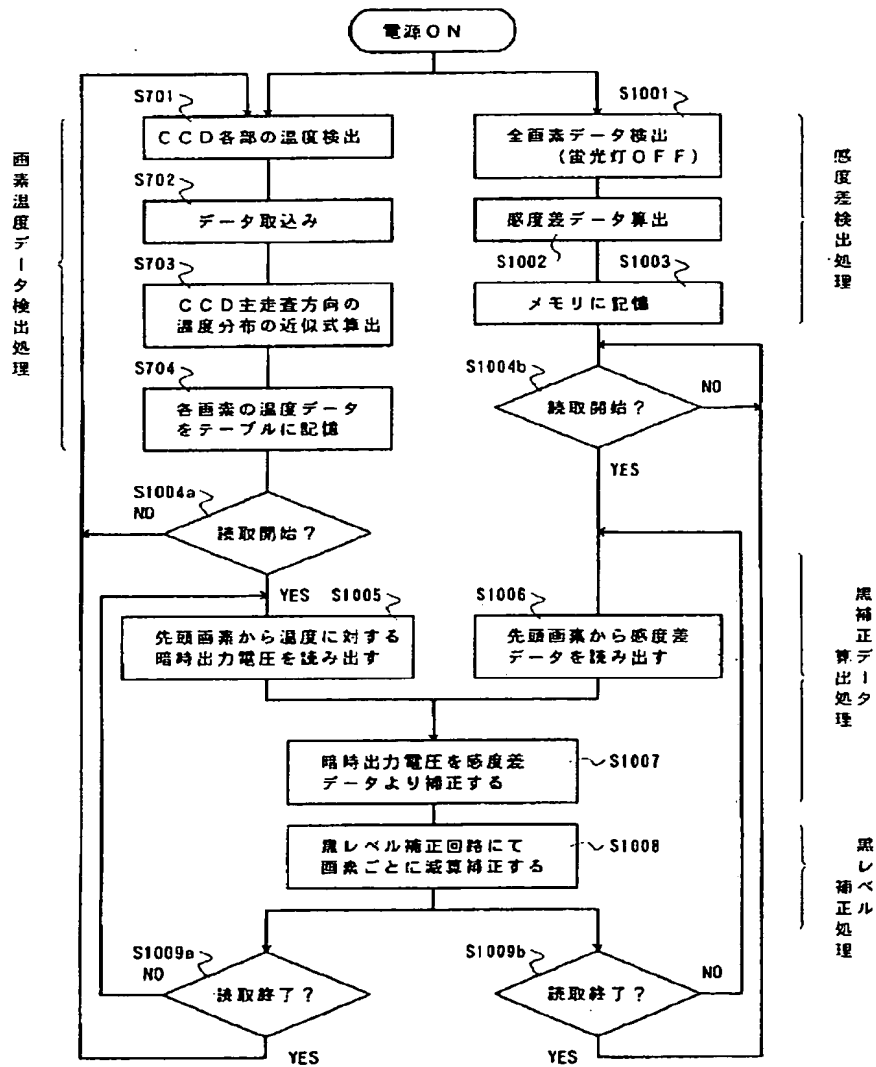 電源ON
S701
CCD各部の温度検出
S702
データ取込み
S703
CCD主走査方向の
温度分布の近似式算出
S704
各画素の温度データ
をテーブルに記憶
画素温度データ検出処理
S1001
全画素データ検出
(蛍光灯OFF)
感度差データ算出
S1002
S1003
メモリに記憶
感度差検出処理
S1004b
読取開始?
NO
YES
S1004a
NO
読取開始?
YES
S1005
先頭画素から温度に対する
暗時出力電圧を読み出す
S1006
先頭画素から感度差
データを読み出す
暗時出力電圧を感度差
データより補正する
S1007
黒補正データ
算出処理
黒レベル補正回路にて
画素ごとに減算補正する
S1008
黒レベル
補正処理
S1009a
NO
読取終了?
YES
S1009b
読取終了?
NO
YES